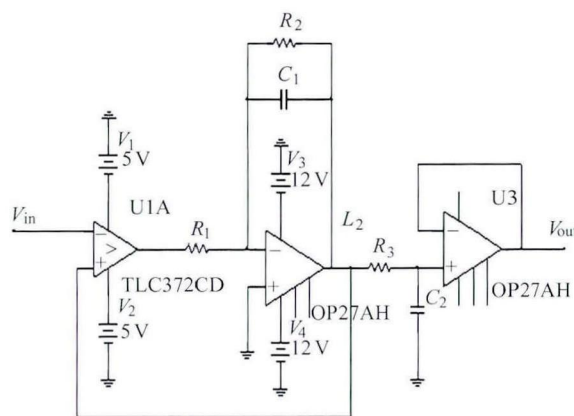 R2
C1
V1
5 V
V3
12 V
U1A
Vin
R1
L2
U3
R3
Vout
−
+
>
−
+
−
+
TLC372CD
V2
5 V
V4
OP27AH
12 V
C2
OP27AH